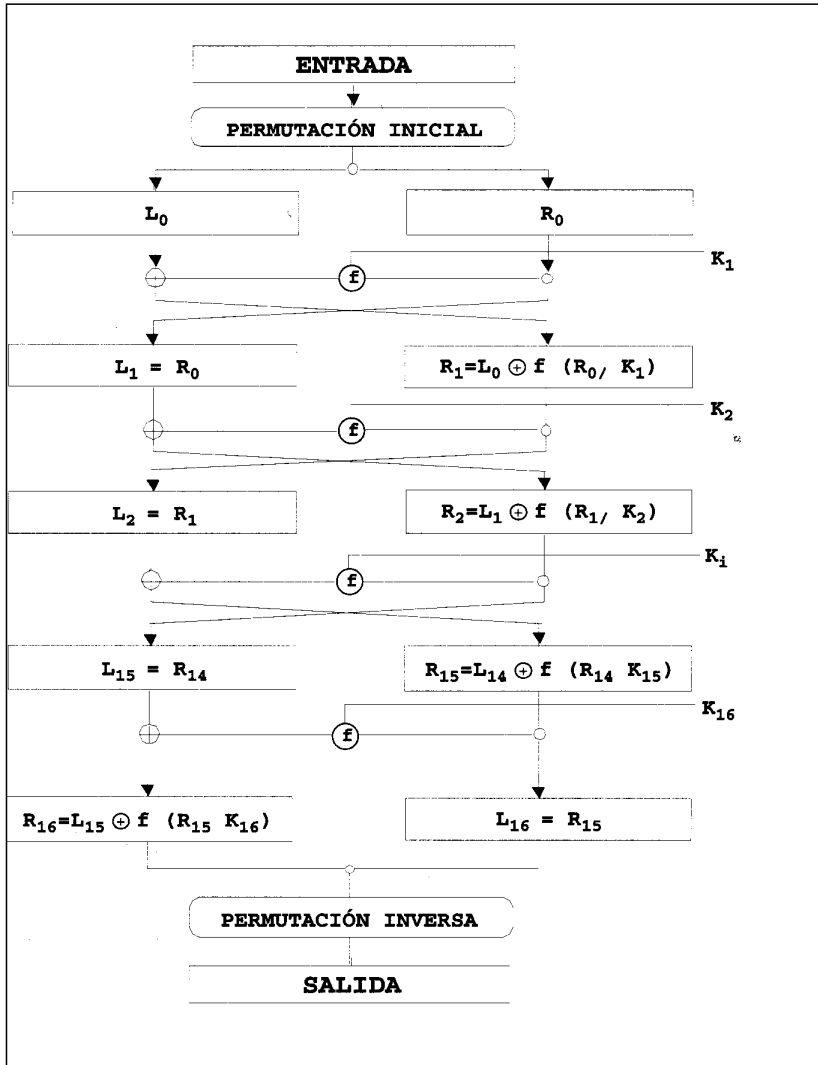 ENTRADA
PERMUTACIÓN INICIAL
L₀ R₀
K₁
f
L₁ = R₀ R₁=L₀ ⊕ f (R₀/ K₁)
K₂
f
L₂ = R₁ R₂=L₁ ⊕ f (R₁/ K₂)
Kᵢ
f
L₁₅ = R₁₄ R₁₅=L₁₄ ⊕ f (R₁₄ K₁₅)
K₁₆
f
R₁₆=L₁₅ ⊕ f (R₁₅ K₁₆) L₁₆ = R₁₅
PERMUTACIÓN INVERSA
SALIDA